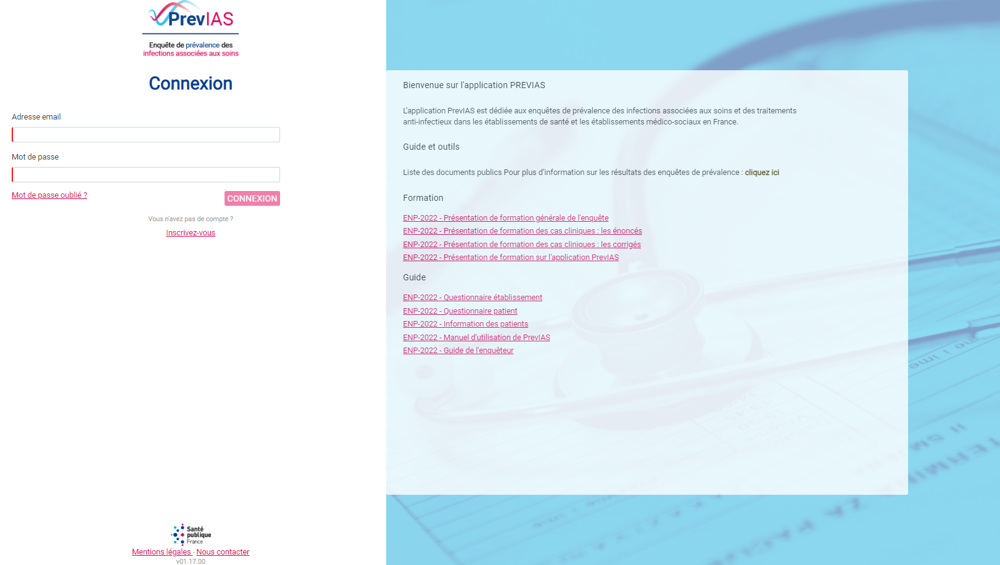 PrevIAS
Enquête de prévalence des
infections associées aux soins
Connexion
Adresse email
Mot de passe
Mot de passe oublié ?
CONNEXION
Vous n'avez pas de compte ?
Inscrivez-vous
Santé
publique
France
Mentions légales - Nous contacter
v01.17.00
Bienvenue sur l'application PREVIAS
L’application PrevIAS est dédiée aux enquêtes de prévalence des infections associées aux soins et des traitements
anti-infectieux dans les établissements de santé et les établissements médico-sociaux en France.
Guide et outils
Liste des documents publics Pour plus d’information sur les résultats des enquêtes de prévalence : cliquez ici
Formation
ENP-2022 - Présentation de formation générale de l'enquête
ENP-2022 - Présentation de formation des cas cliniques : les énoncés
ENP-2022 - Présentation de formation des cas cliniques : les corrigés
ENP-2022 - Présentation de formation sur l'application PrevIAS
Guide
ENP-2022 - Questionnaire établissement
ENP-2022 - Questionnaire patient
ENP-2022 - Information des patients
ENP-2022 - Manuel d'utilisation de PrevIAS
ENP-2022 - Guide de l'enquêteur